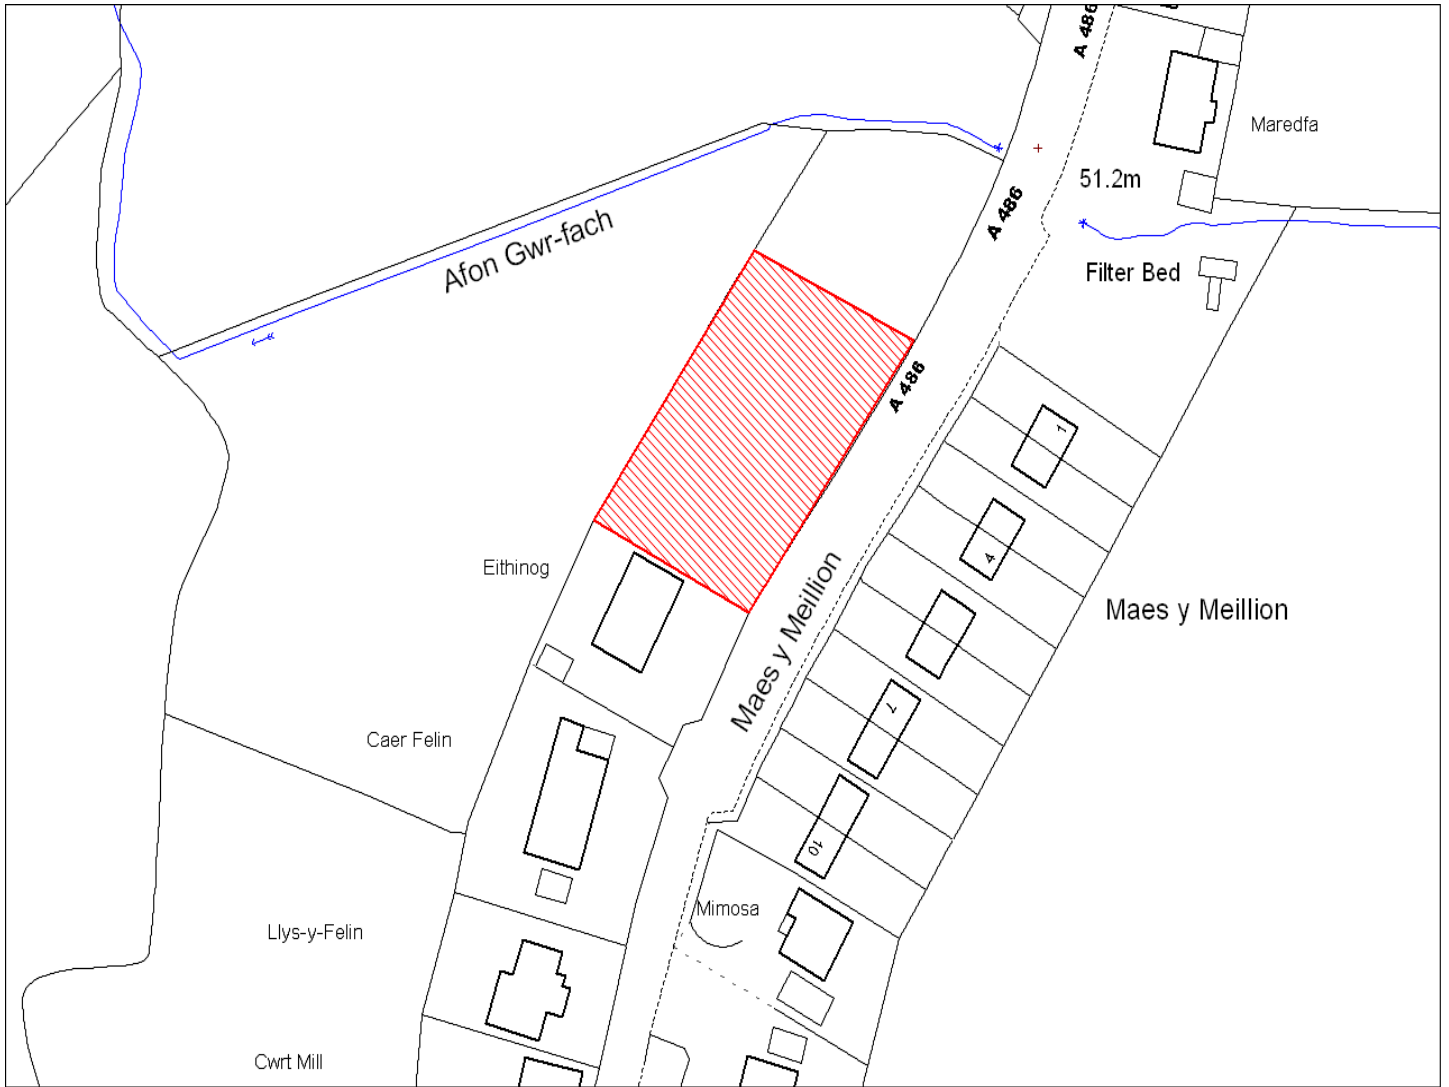 A 486
Maredfa
51.2m
A 486
Afon Gwr-fach
Filter Bed
A 486
1
4
Eithinog
Maes y Meillion
Maes y Meillion
7
Caer Felin
10
Mimosa
Llys-y-Felin
Cwrt Mill